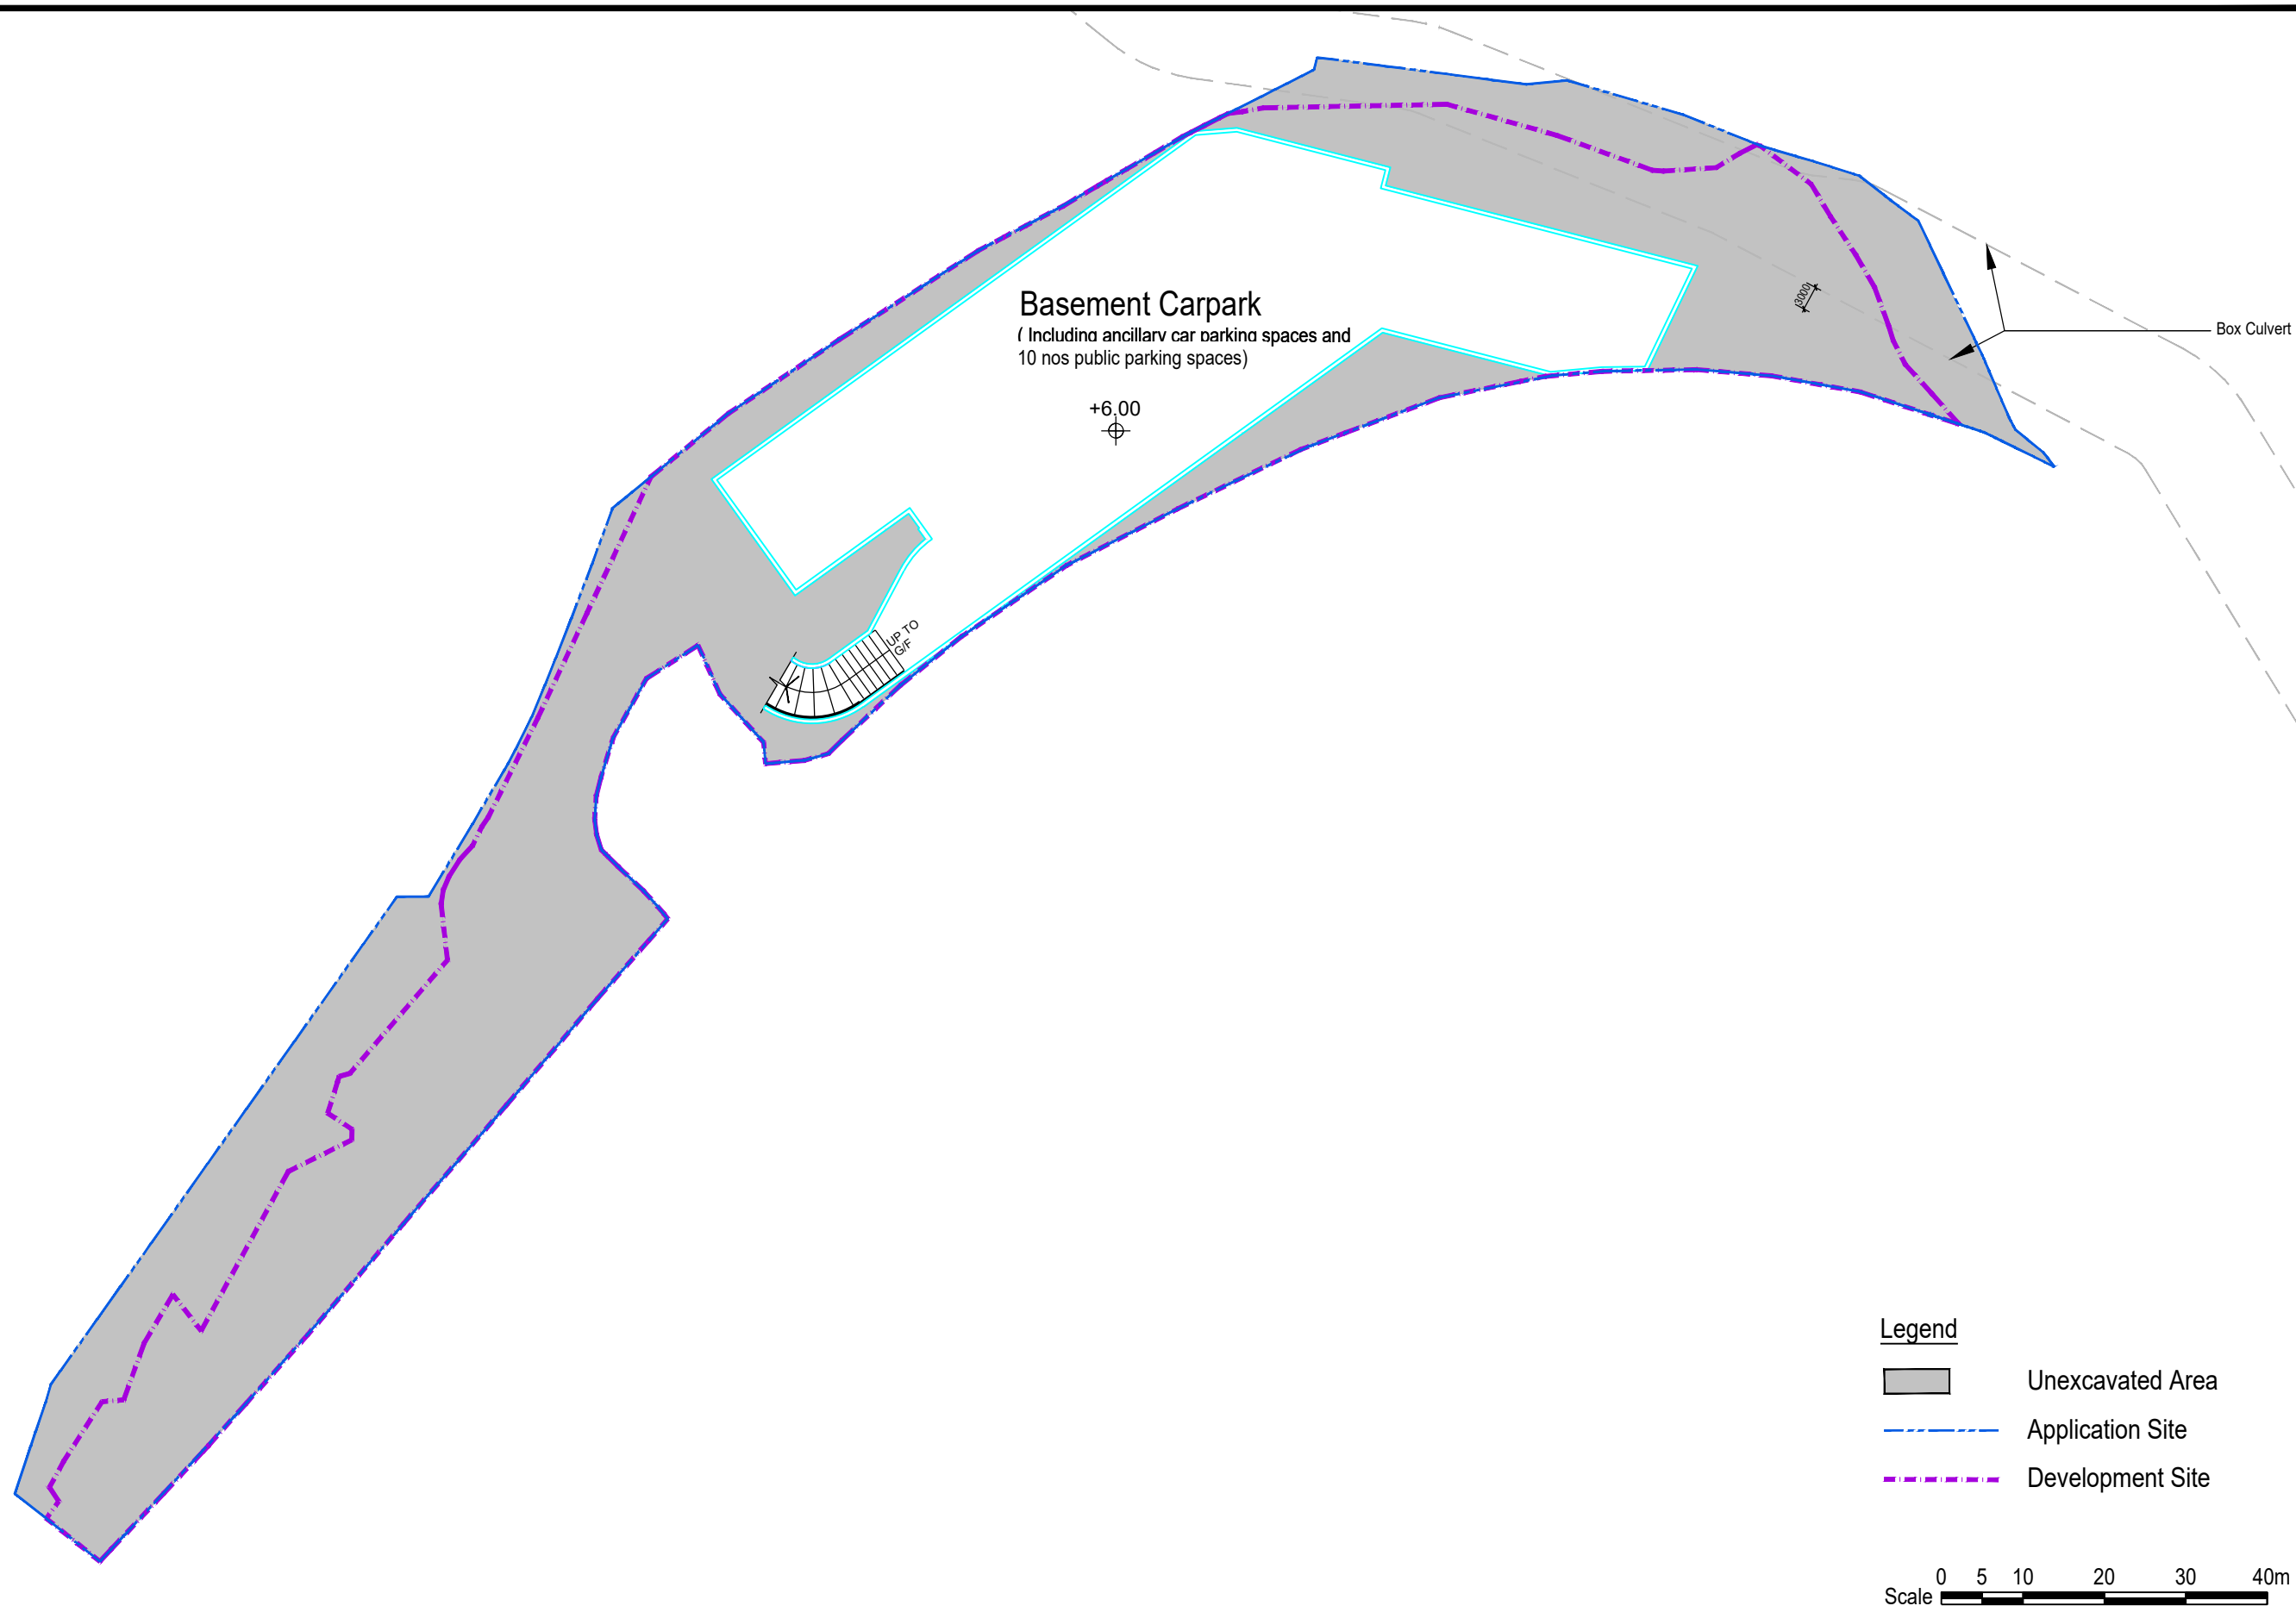 Basement Carpark
( Including ancillary car parking spaces and
10 nos public parking spaces)
+6.00
3000
Box Culvert
UP TO
G/F
Legend
Unexcavated Area
Application Site
Development Site
Scale 0 5 10 20 30 40m